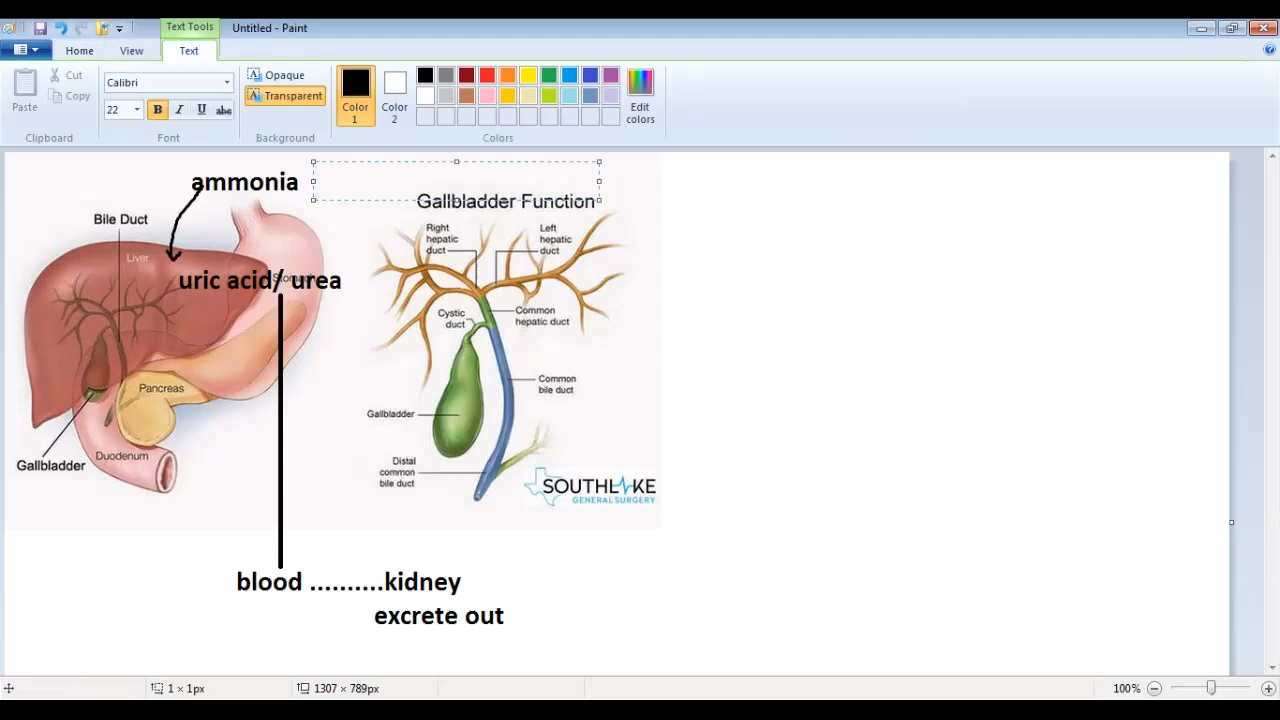 Text Tools
Untitled - Paint
Home
View
Text
Paste
Cut
Copy
Clipboard
Calibri
22
B I U abc
Font
Opaque
Transparent
Background
Color 1
Color 2
Edit colors
Colors
ammonia
Bile Duct
Liver
uric acid/ urea
Pancreas
Duodenum
Gallbladder
Gallbladder Function
Right hepatic duct
Left hepatic duct
Cystic duct
Common hepatic duct
Common bile duct
Gallbladder
Distal common bile duct
SOUTHLAKE
GENERAL SURGERY
blood ..........kidney
excrete out
1 × 1px
1307 × 789px
100%